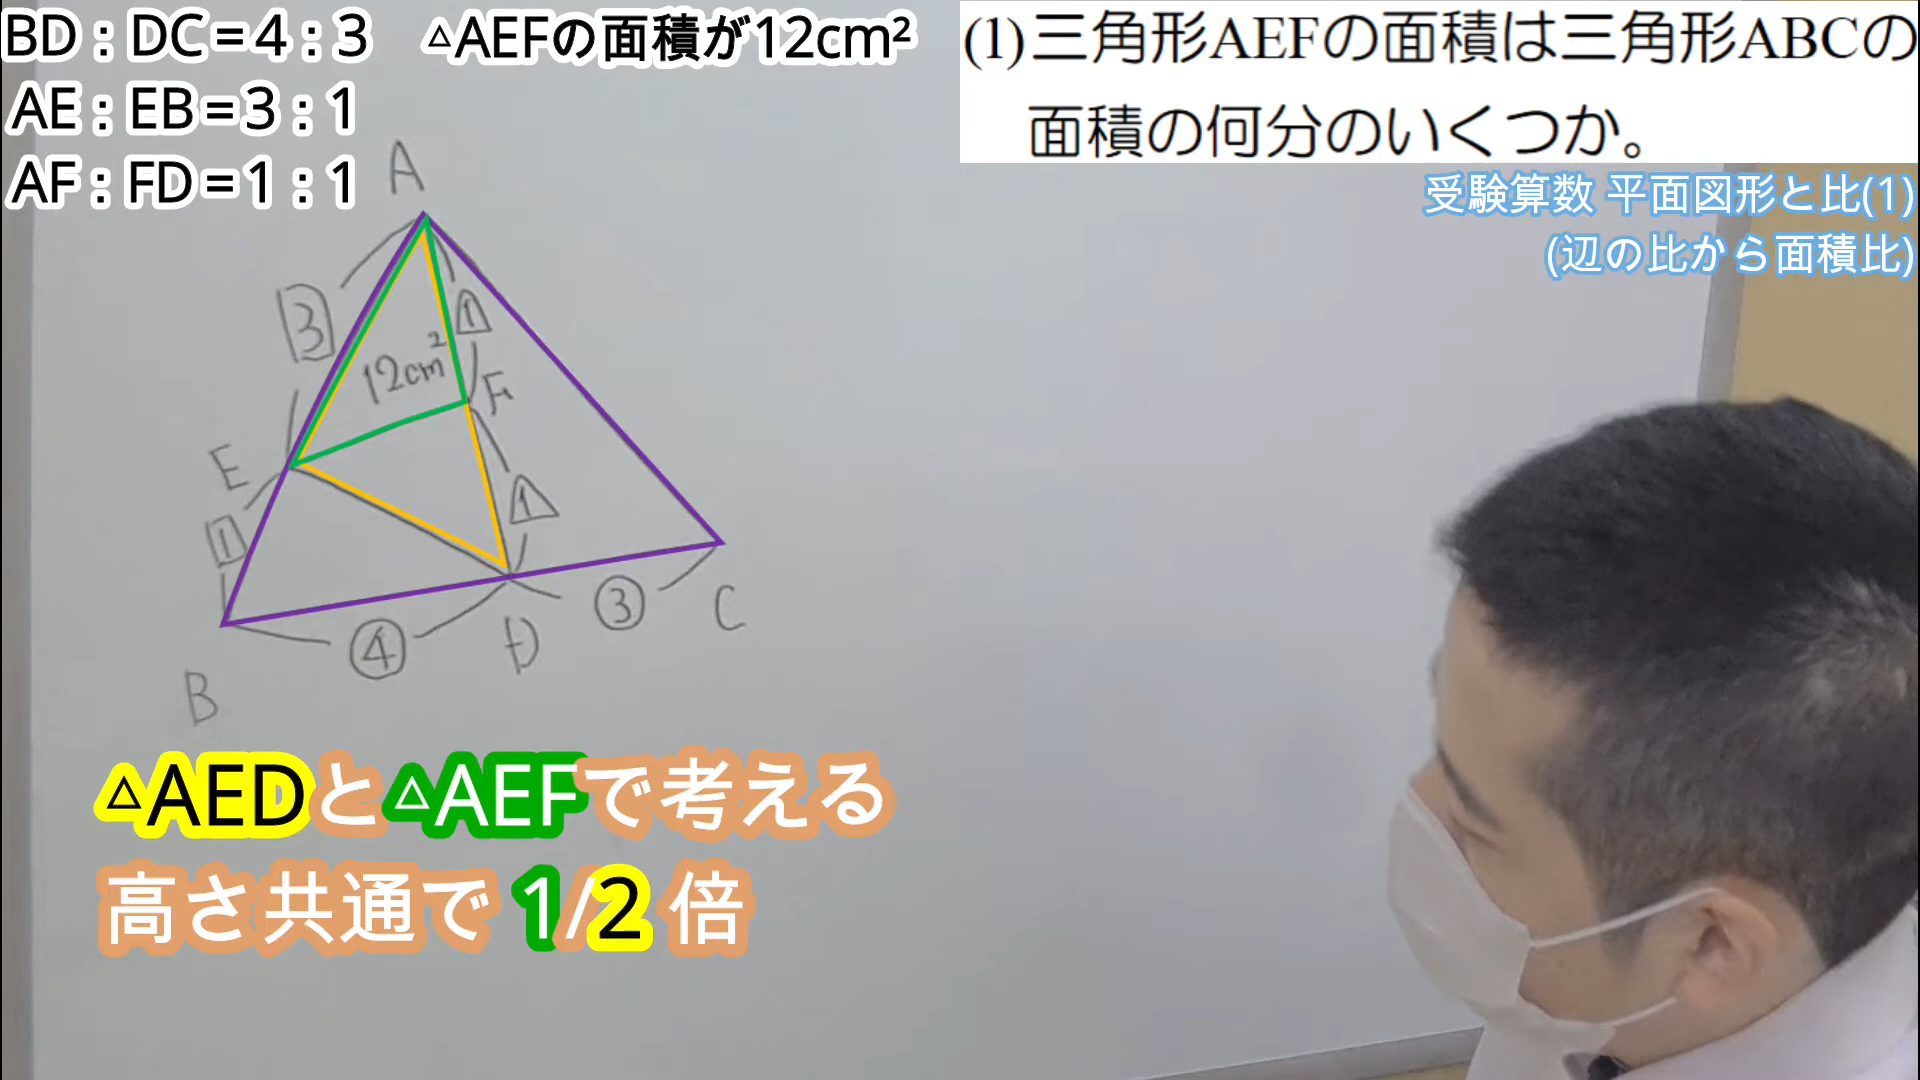 BD：DC＝4：3
△AEFの面積が12cm²
AE：EB＝3：1
AF：FD＝1：1
(1)三角形AEFの面積は三角形ABCの
面積の何分のいくつか。
受験算数 平面図形と比(1)
(辺の比から面積比)
A
3
1
12cm²
F
E
1
1
B
4
D
3
C
△AEDと△AEFで考える
高さ共通で 1/2 倍